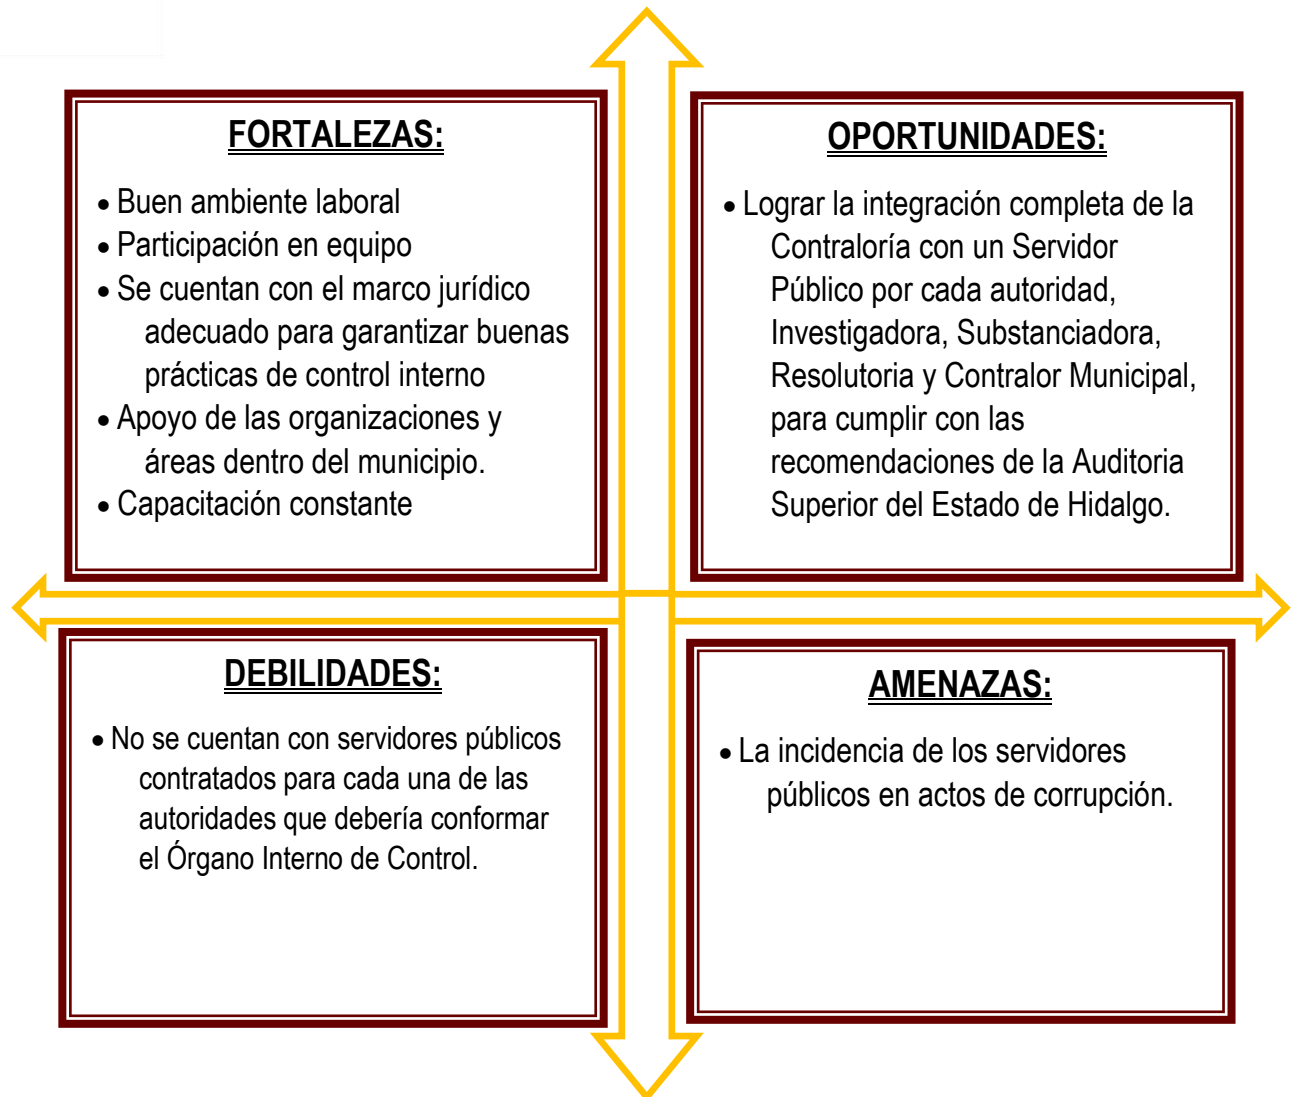 FORTALEZAS:
• Buen ambiente laboral
• Participación en equipo
• Se cuentan con el marco jurídico
adecuado para garantizar buenas
prácticas de control interno
• Apoyo de las organizaciones y
áreas dentro del municipio.
• Capacitación constante
OPORTUNIDADES:
• Lograr la integración completa de la
Contraloría con un Servidor
Público por cada autoridad,
Investigadora, Substanciadora,
Resolutoria y Contralor Municipal,
para cumplir con las
recomendaciones de la Auditoria
Superior del Estado de Hidalgo.
DEBILIDADES:
• No se cuentan con servidores públicos
contratados para cada una de las
autoridades que debería conformar
el Órgano Interno de Control.
AMENAZAS:
• La incidencia de los servidores
públicos en actos de corrupción.